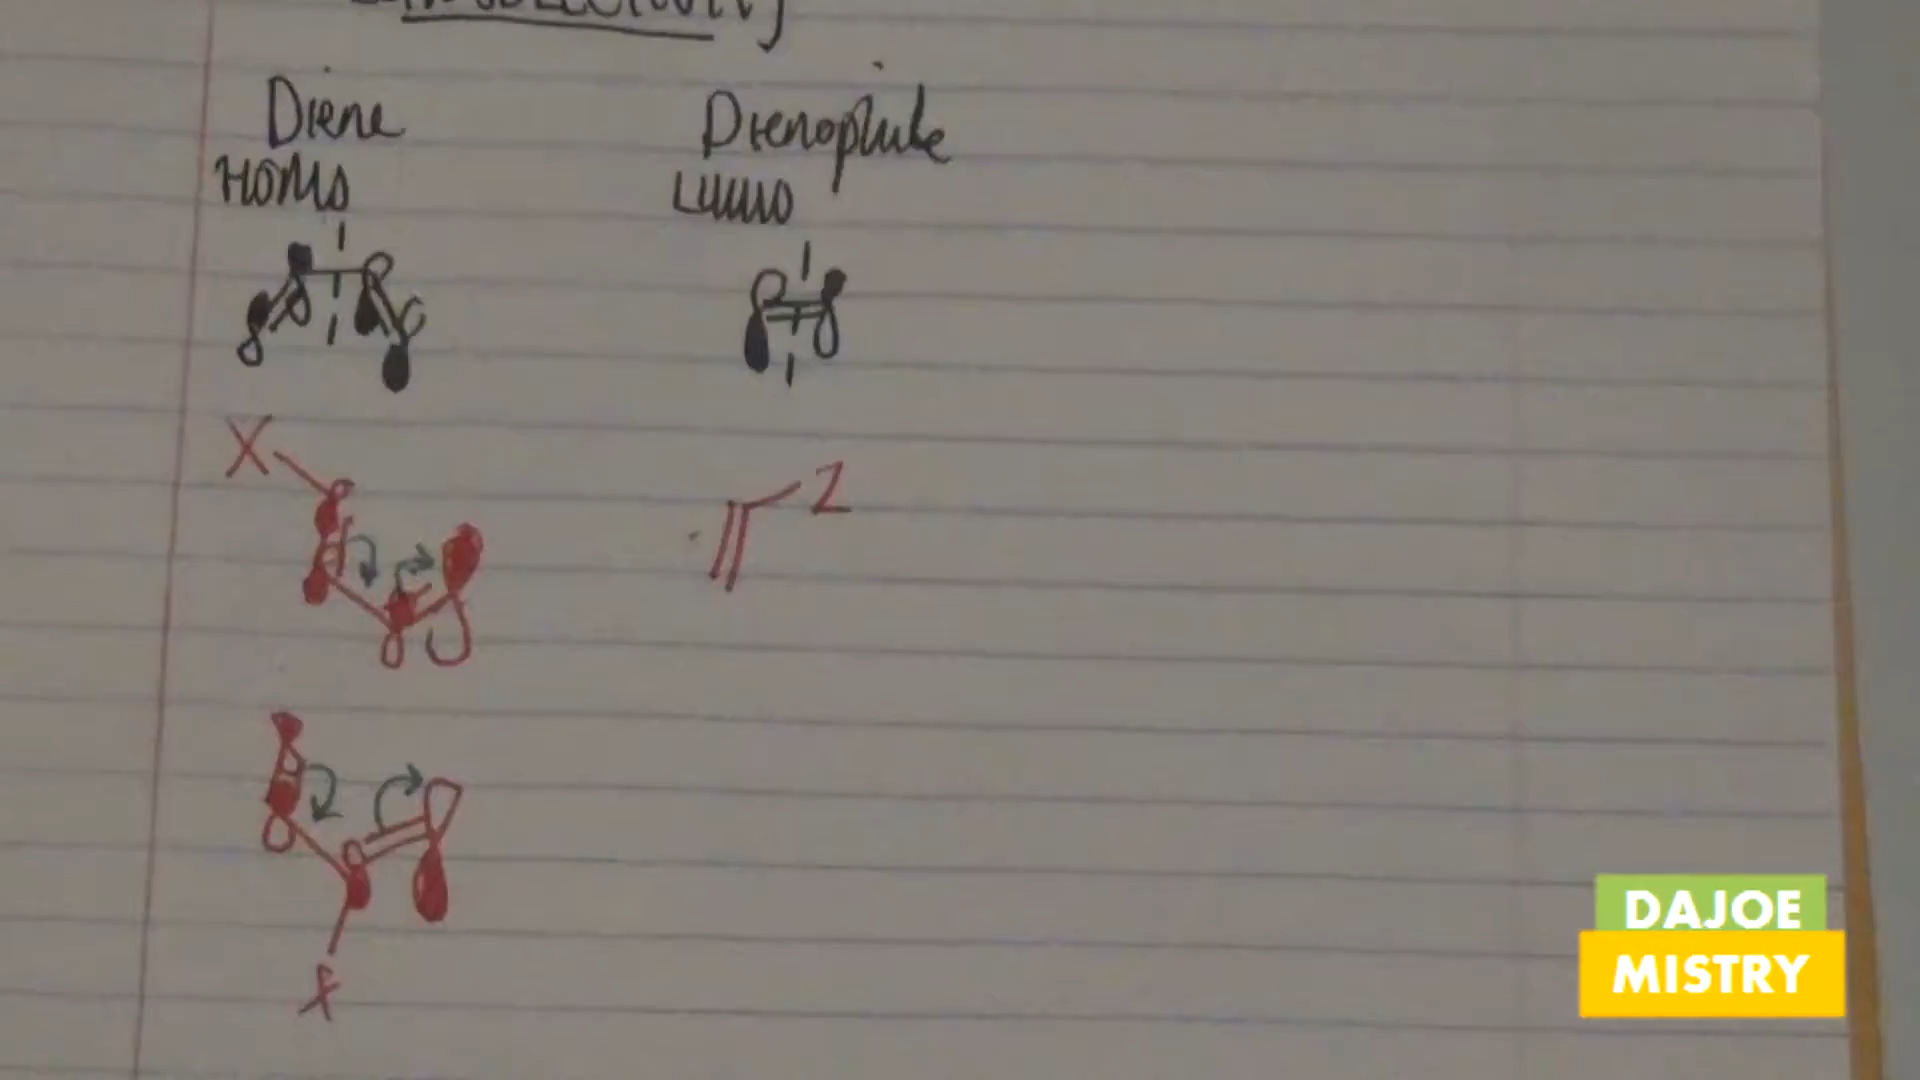 Diene Dienophile
HOMO LUMO
X
Z
X
DAJOE
MISTRY